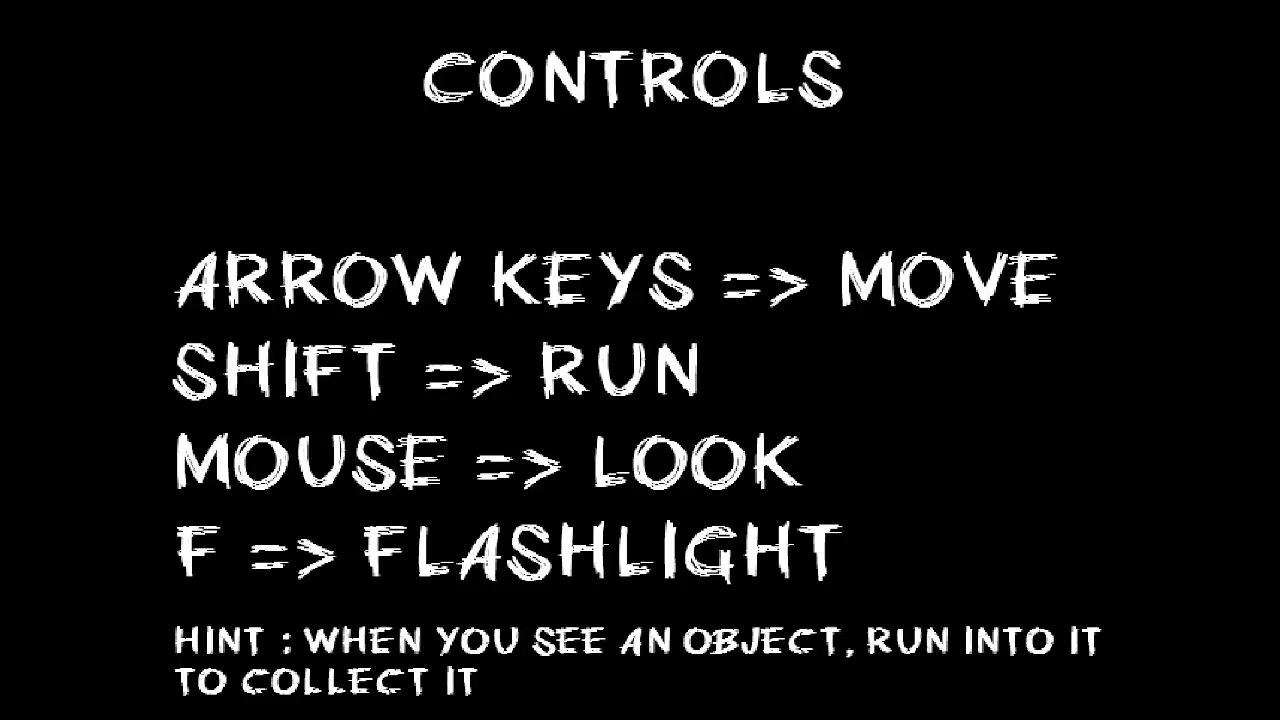 CONTROLS
ARROW KEYS => MOVE
SHIFT => RUN
MOUSE => LOOK
F => FLASHLIGHT
HINT : WHEN YOU SEE AN OBJECT, RUN INTO IT
TO COLLECT IT